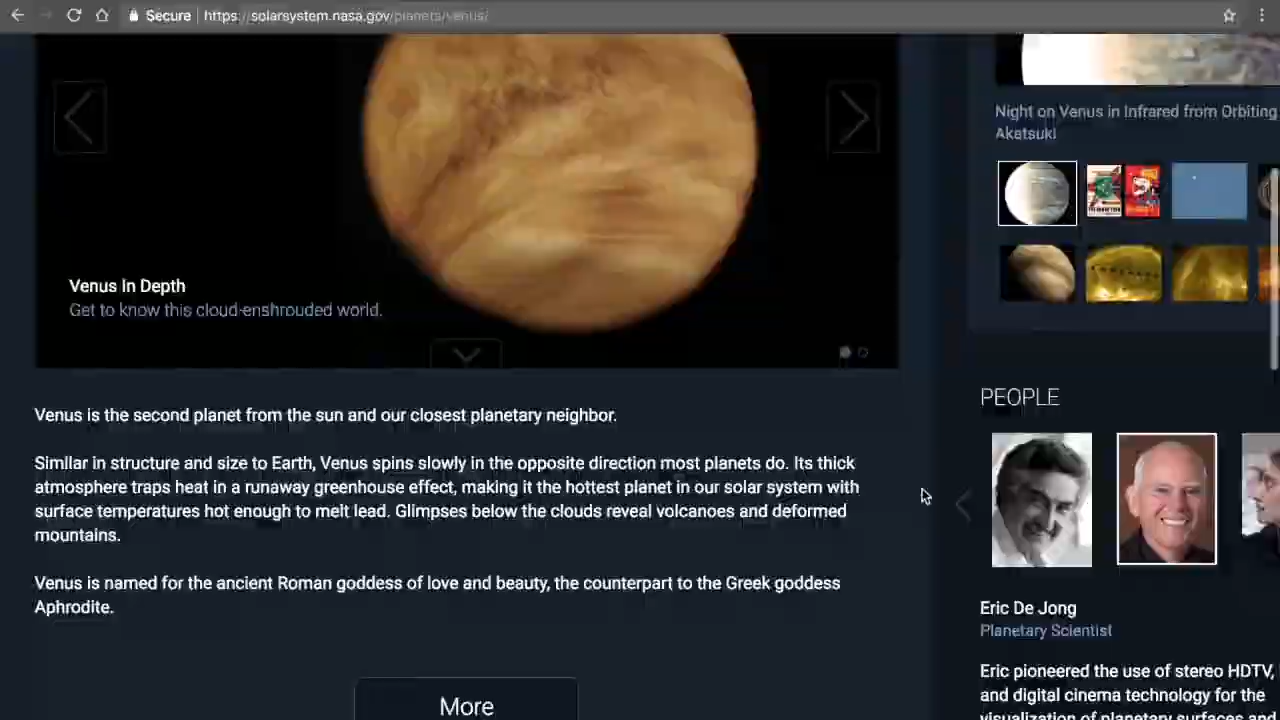 Secure https://solarsystem.nasa.gov/planets/venus/
Venus In Depth
Get to know this cloud-enshrouded world.
Venus is the second planet from the sun and our closest planetary neighbor.
Similar in structure and size to Earth, Venus spins slowly in the opposite direction most planets do. Its thick
atmosphere traps heat in a runaway greenhouse effect, making it the hottest planet in our solar system with
surface temperatures hot enough to melt lead. Glimpses below the clouds reveal volcanoes and deformed
mountains.
Venus is named for the ancient Roman goddess of love and beauty, the counterpart to the Greek goddess
Aphrodite.
More
Night on Venus in Infrared from Orbiting
Akatsuki
PEOPLE
Eric De Jong
Planetary Scientist
Eric pioneered the use of stereo HDTV,
and digital cinema technology for the
visualization of planetary surfaces and